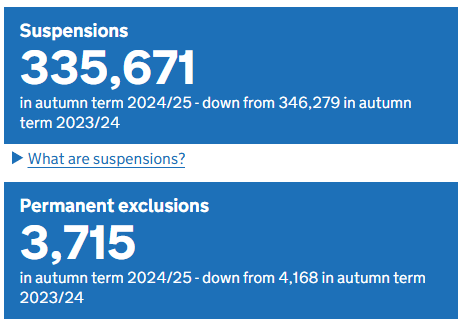 Suspensions
335,671
in autumn term 2024/25 - down from 346,279 in autumn
term 2023/24
What are suspensions?
Permanent exclusions
3,715
in autumn term 2024/25 - down from 4,168 in autumn term
2023/24